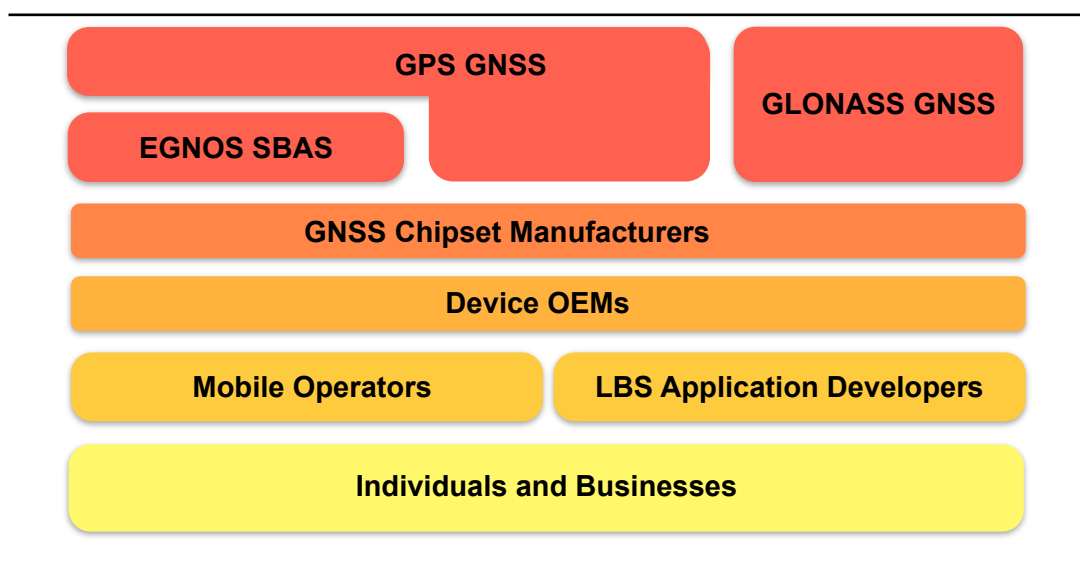 GPS GNSS
GLONASS GNSS
EGNOS SBAS
GNSS Chipset Manufacturers
Device OEMs
Mobile Operators
LBS Application Developers
Individuals and Businesses